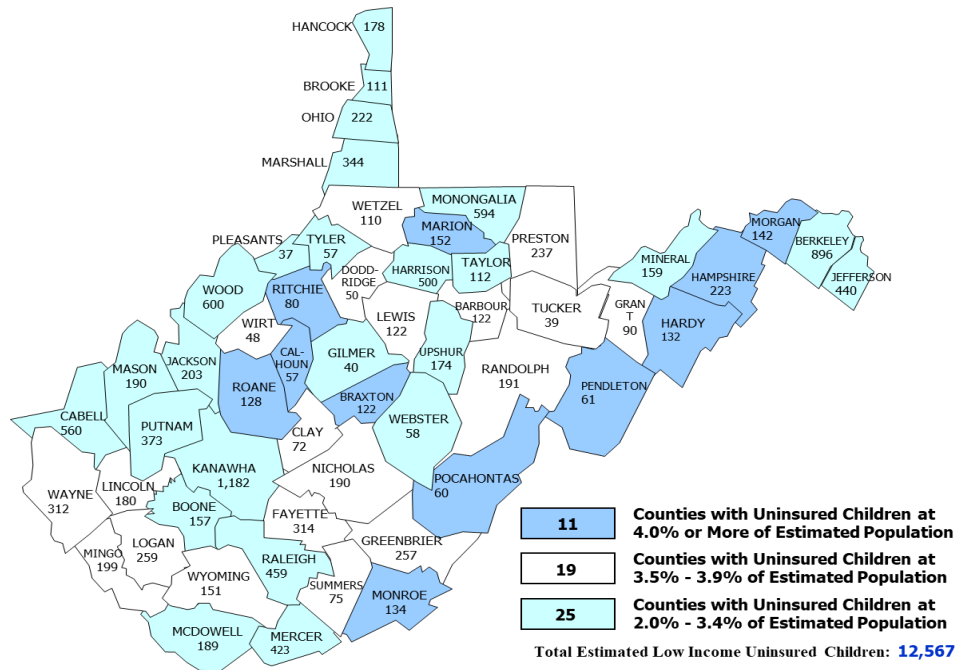 HANCOCK 178
BROOKE 111
OHIO 222
MARSHALL 344
WETZEL
110
MONONGALIA
594
MARION
152
PRESTON
237
MORGAN
142
BERKELEY
896
JEFFERSON
440
MINERAL
159
HAMPSHIRE
223
PLEASANTS
37
TYLER
57
DODD-
RIDGE
50
HARRISON
500
TAYLOR
112
WOOD
600
RITCHIE
80
BARBOUR
122
TUCKER
39
GRAN
T
90
HARDY
132
WIRT
48
LEWIS
122
CAL-
HOUN
57
GILMER
40
UPSHUR
174
RANDOLPH
191
PENDLETON
61
JACKSON
203
MASON
190
ROANE
128
BRAXTON
122
WEBSTER
58
CABELL
560
PUTNAM
373
CLAY
72
KANAWHA
1,182
NICHOLAS
190
POCAHONTAS
60
WAYNE
312
LINCOLN
180
BOONE
157
FAYETTE
314
GREENBRIER
257
MINGO
199
LOGAN
259
RALEIGH
459
WYOMING
151
SUMMERS
75
MONROE
134
MCDOWELL
189
MERCER
423
11 Counties with Uninsured Children at
4.0% or More of Estimated Population
19 Counties with Uninsured Children at
3.5% - 3.9% of Estimated Population
25 Counties with Uninsured Children at
2.0% - 3.4% of Estimated Population
Total Estimated Low Income Uninsured Children: 12,567